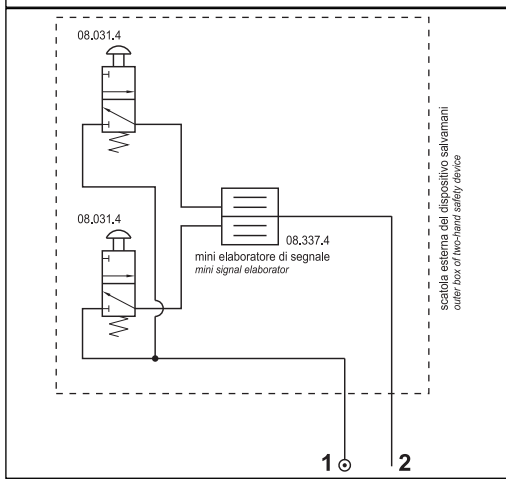 08.031.4
08.031.4
08.337.4
mini elaboratore di segnale
mini signal elaborator
scatola esterna del dispositivo salvamani
outer box of two-hand safety device
1
2